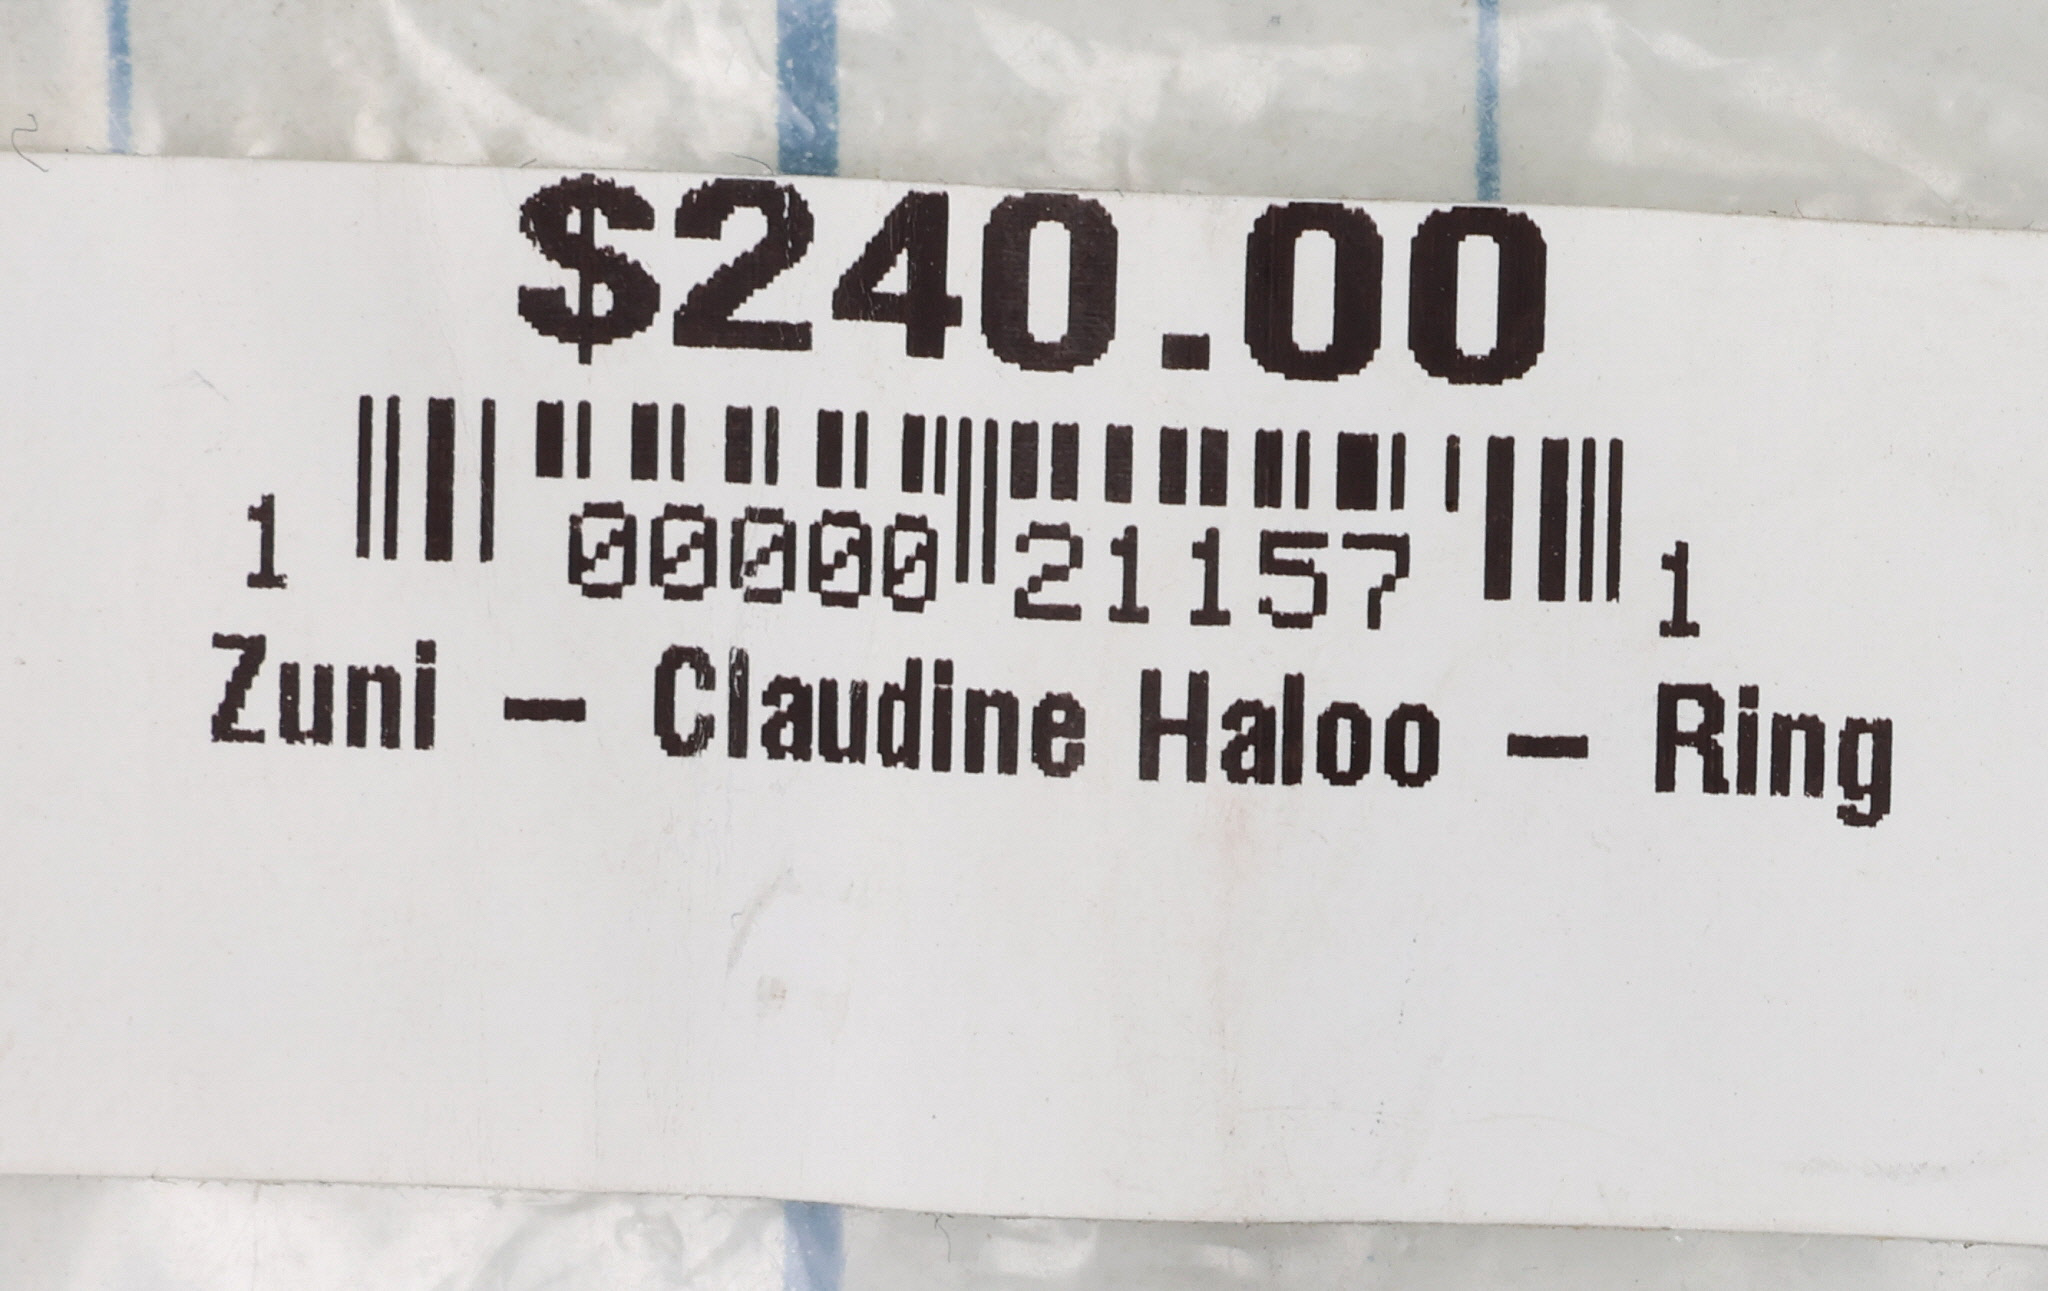 $240.00
1 00000 21157 1
Zuni - Claudine Haloo - Ring